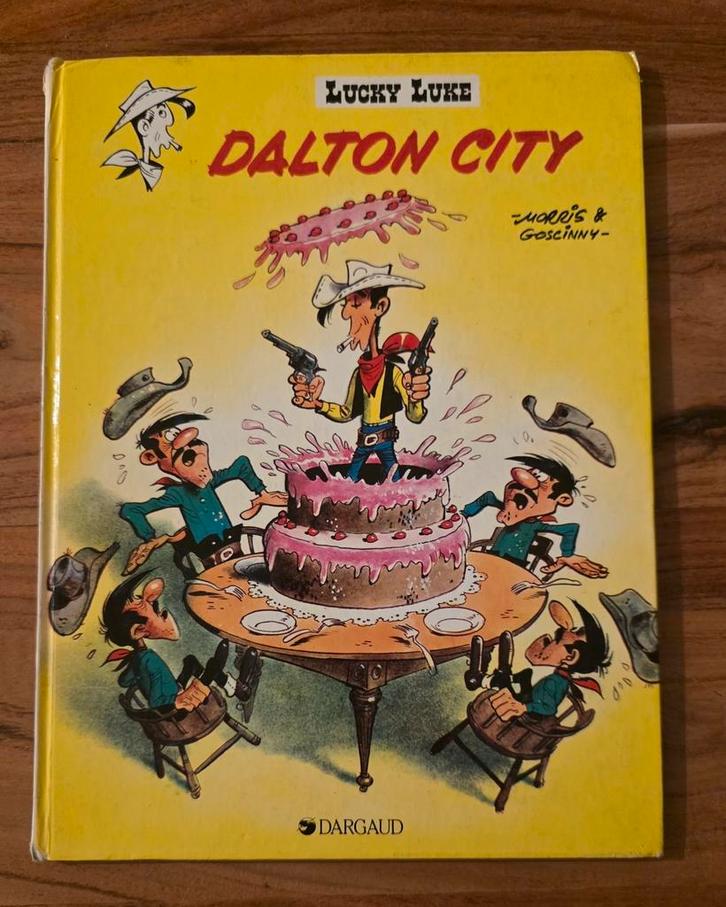 LUCKY LUKE
DALTON CITY
-MORRIS &
GOSCINNY-
DARGAUD